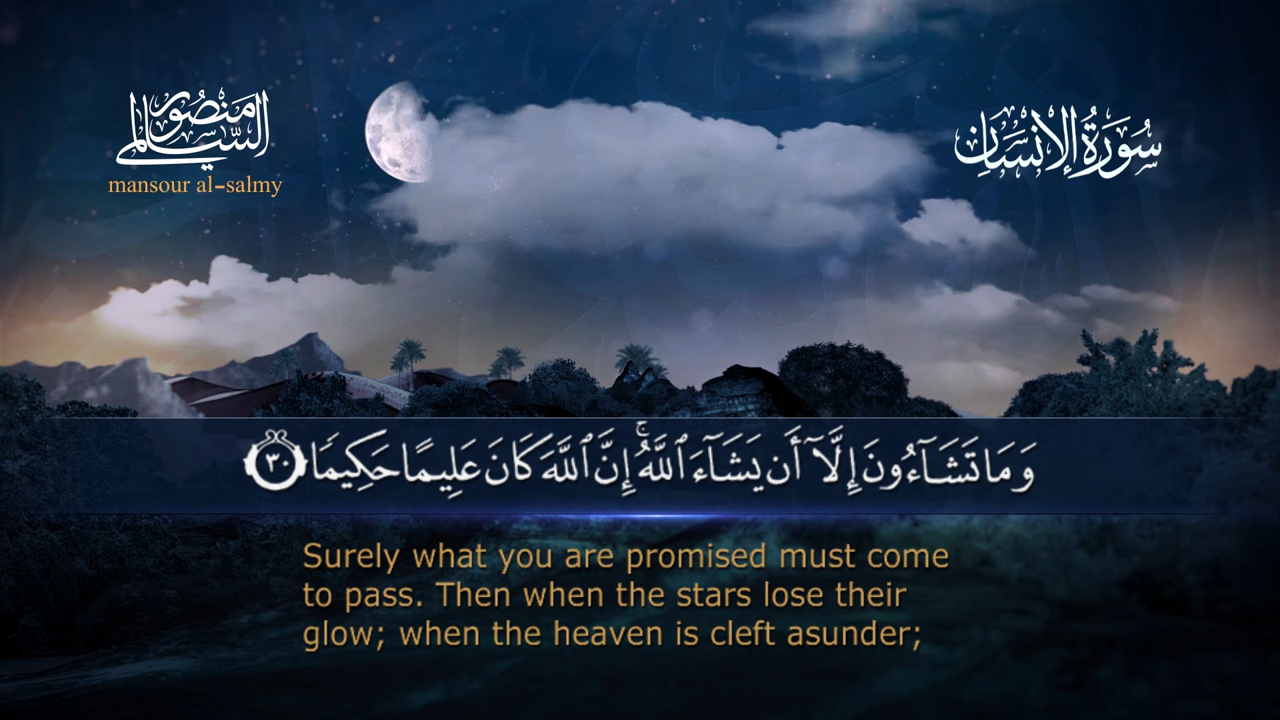 منصور السالمي
mansour al-salmy
سُورَةُ الإِنسَان
وَمَا تَشَآءُونَ إِلَّآ أَن يَشَآءَ ٱللَّهُ ۚ إِنَّ ٱللَّهَ كَانَ عَلِيمًا حَكِيمًا ٣٠
Surely what you are promised must come
to pass. Then when the stars lose their
glow; when the heaven is cleft asunder;